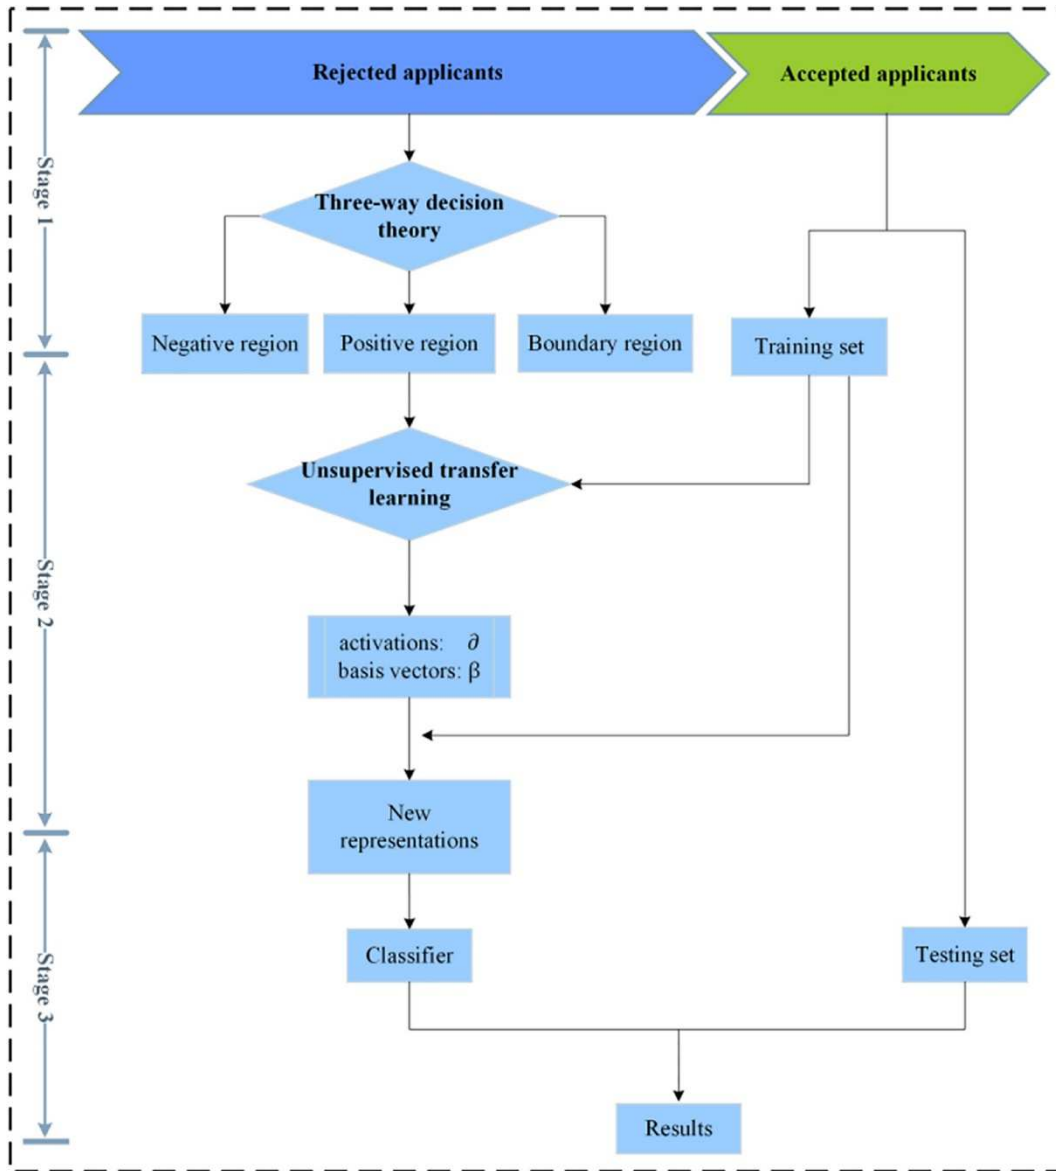 Rejected applicants
Accepted applicants
Stage 1
Three-way decision
theory
Negative region
Positive region
Boundary region
Training set
Unsupervised transfer
learning
Stage 2
activations: ∂
basis vectors: β
New
representations
Stage 3
Classifier
Testing set
Results